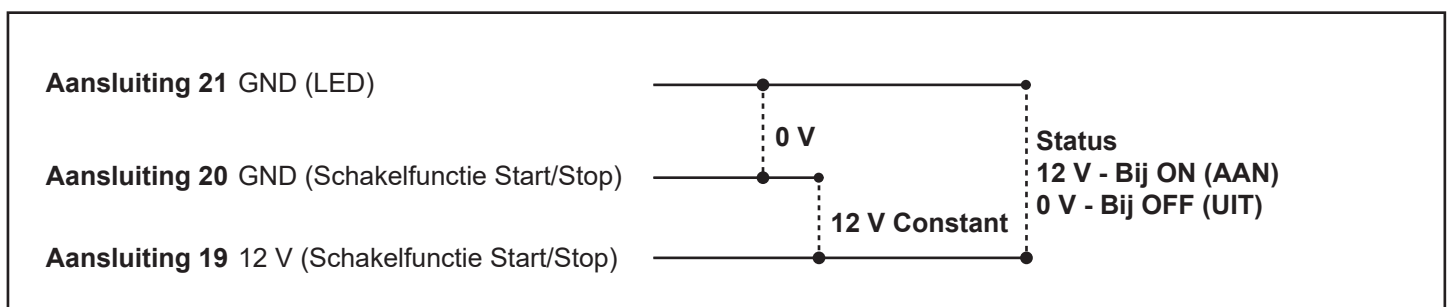 Aansluiting 21 GND (LED)
0 V
Aansluiting 20 GND (Schakelfunctie Start/Stop)
12 V Constant
Aansluiting 19 12 V (Schakelfunctie Start/Stop)
Status
12 V - Bij ON (AAN)
0 V - Bij OFF (UIT)